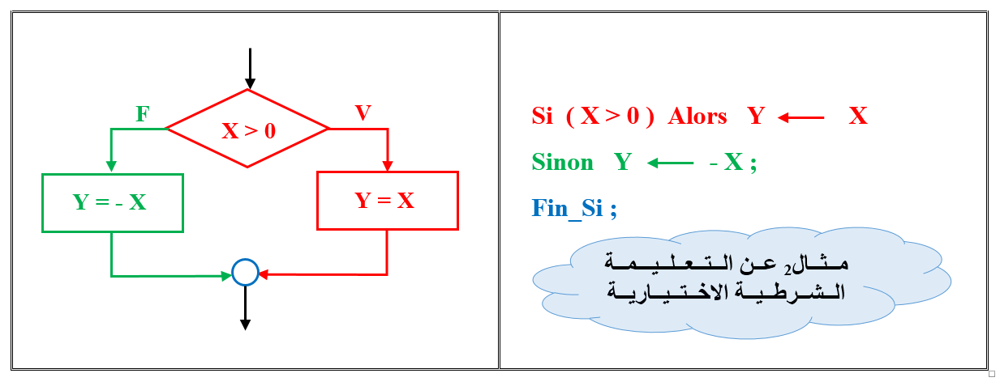 F
V
X > 0
Y = - X
Y = X
Si ( X > 0 ) Alors Y ← X
Sinon Y ← - X ;
Fin_Si ;
مـثـال2 عـن الـتـعـلـيـمـة
الـشـرطـيـة الاخـتـيـاريـة